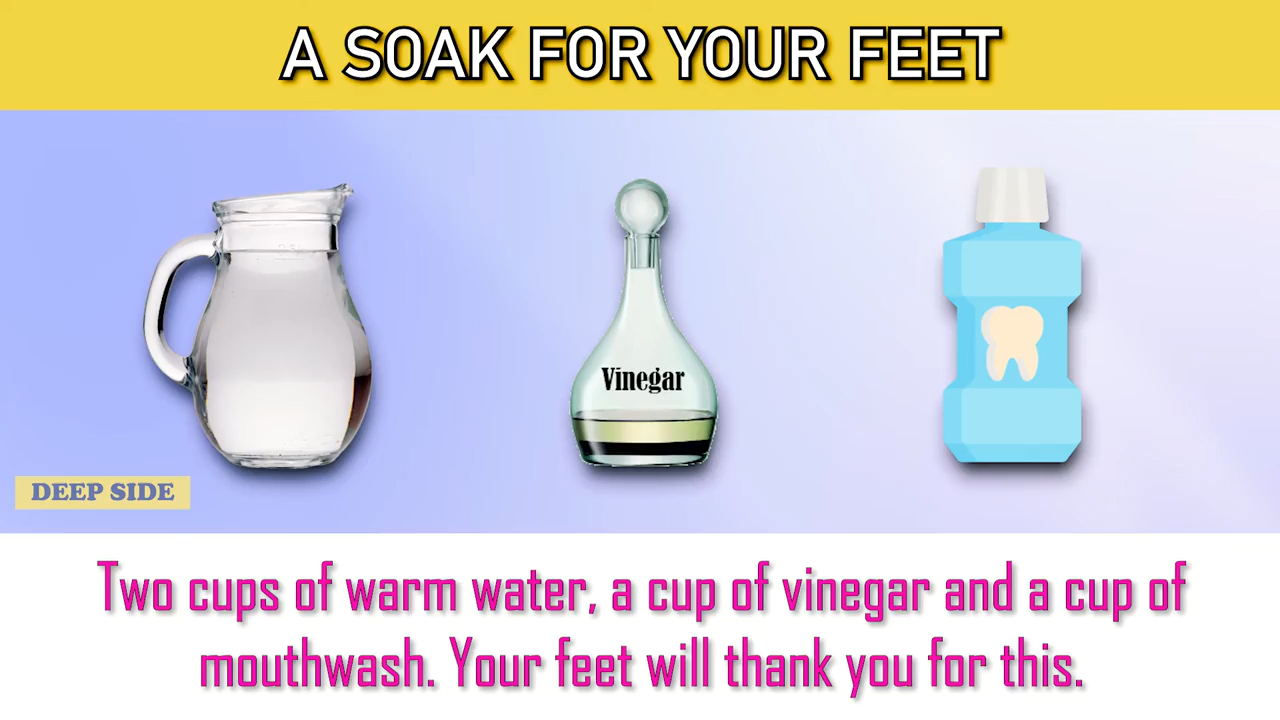 A SOAK FOR YOUR FEET
Vinegar
DEEP SIDE
Two cups of warm water, a cup of vinegar and a cup of
mouthwash. Your feet will thank you for this.